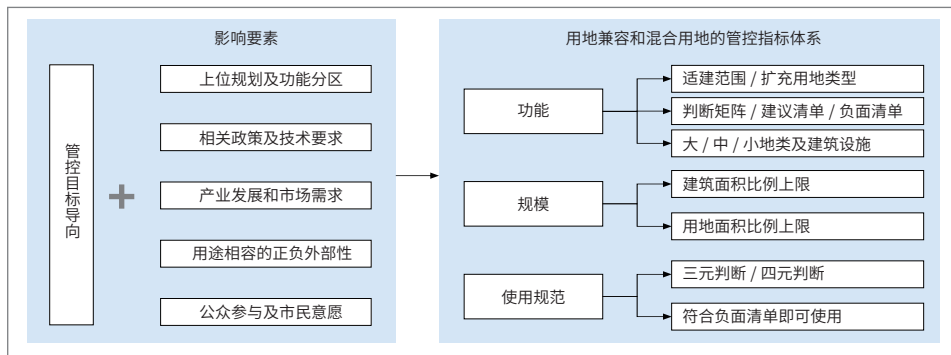 影响要素
管控目标导向
上位规划及功能分区
相关政策及技术要求
产业发展和市场需求
用途相容的正负外部性
公众参与及市民意愿
用地兼容和混合用地的管控指标体系
功能
适建范围 / 扩充用地类型
判断矩阵 / 建议清单 / 负面清单
大 / 中 / 小地类及建筑设施
规模
建筑面积比例上限
用地面积比例上限
使用规范
三元判断 / 四元判断
符合负面清单即可使用